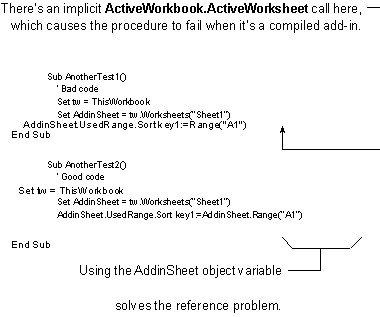 There's an implicit ActiveWorkbook.ActiveWorksheet call here,
which causes the procedure to fail when it's a compiled add-in.
Sub AnotherTest1()
' Bad code
Set tw = ThisWorkbook
Set AddinSheet = tw.Worksheets("Sheet1")
AddinSheet.UsedRange.Sort key1:=Range("A1")
End Sub
Sub AnotherTest2()
' Good code
Set tw = ThisWorkbook
Set AddinSheet = tw.Worksheets("Sheet1")
AddinSheet.UsedRange.Sort key1:=AddinSheet.Range("A1")
End Sub
Using the AddinSheet object variable
solves the reference problem.